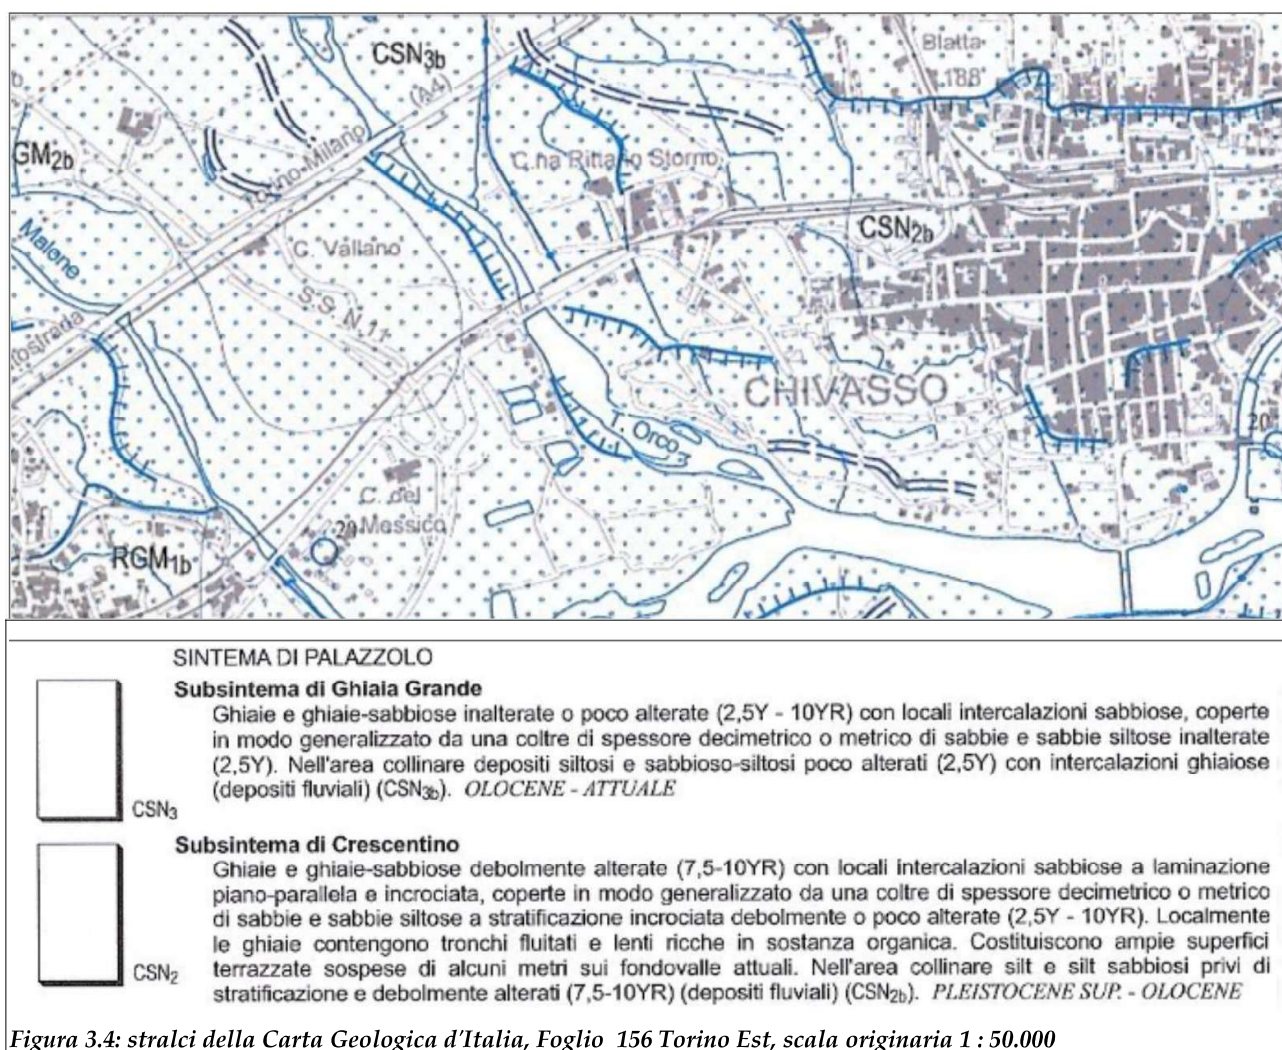 CSN3b
Blatta
188
(A4)
GM2b
Torino-Milano
C.na Rittano Storno
CSN2b
Malone
C. Vallano
S.S. N.11
CHIVASSO
T. Orco
20
C. del
Messico
29
RGM1b
SINTEMA DI PALAZZOLO
Subsintema di Ghiaia Grande
Ghiaie e ghiaie-sabbiose inalterate o poco alterate (2,5Y - 10YR) con locali intercalazioni sabbiose, coperte
in modo generalizzato da una coltre di spessore decimetrico o metrico di sabbie e sabbie siltose inalterate
(2,5Y). Nell'area collinare depositi siltosi e sabbioso-siltosi poco alterati (2,5Y) con intercalazioni ghiaiose
(depositi fluviali) (CSN3b). OLOCENE - ATTUALE
CSN3
Subsintema di Crescentino
Ghiaie e ghiaie-sabbiose debolmente alterate (7,5-10YR) con locali intercalazioni sabbiose a laminazione
piano-parallela e incrociata, coperte in modo generalizzato da una coltre di spessore decimetrico o metrico
di sabbie e sabbie siltose a stratificazione incrociata debolmente o poco alterate (2,5Y - 10YR). Localmente
le ghiaie contengono tronchi fluitati e lenti ricche in sostanza organica. Costituiscono ampie superfici
terrazzate sospese di alcuni metri sui fondovalle attuali. Nell'area collinare silt e silt sabbiosi privi di
CSN2
stratificazione e debolmente alterati (7,5-10YR) (depositi fluviali) (CSN2b). PLEISTOCENE SUP. - OLOCENE
Figura 3.4: stralci della Carta Geologica d'Italia, Foglio 156 Torino Est, scala originaria 1 : 50.000